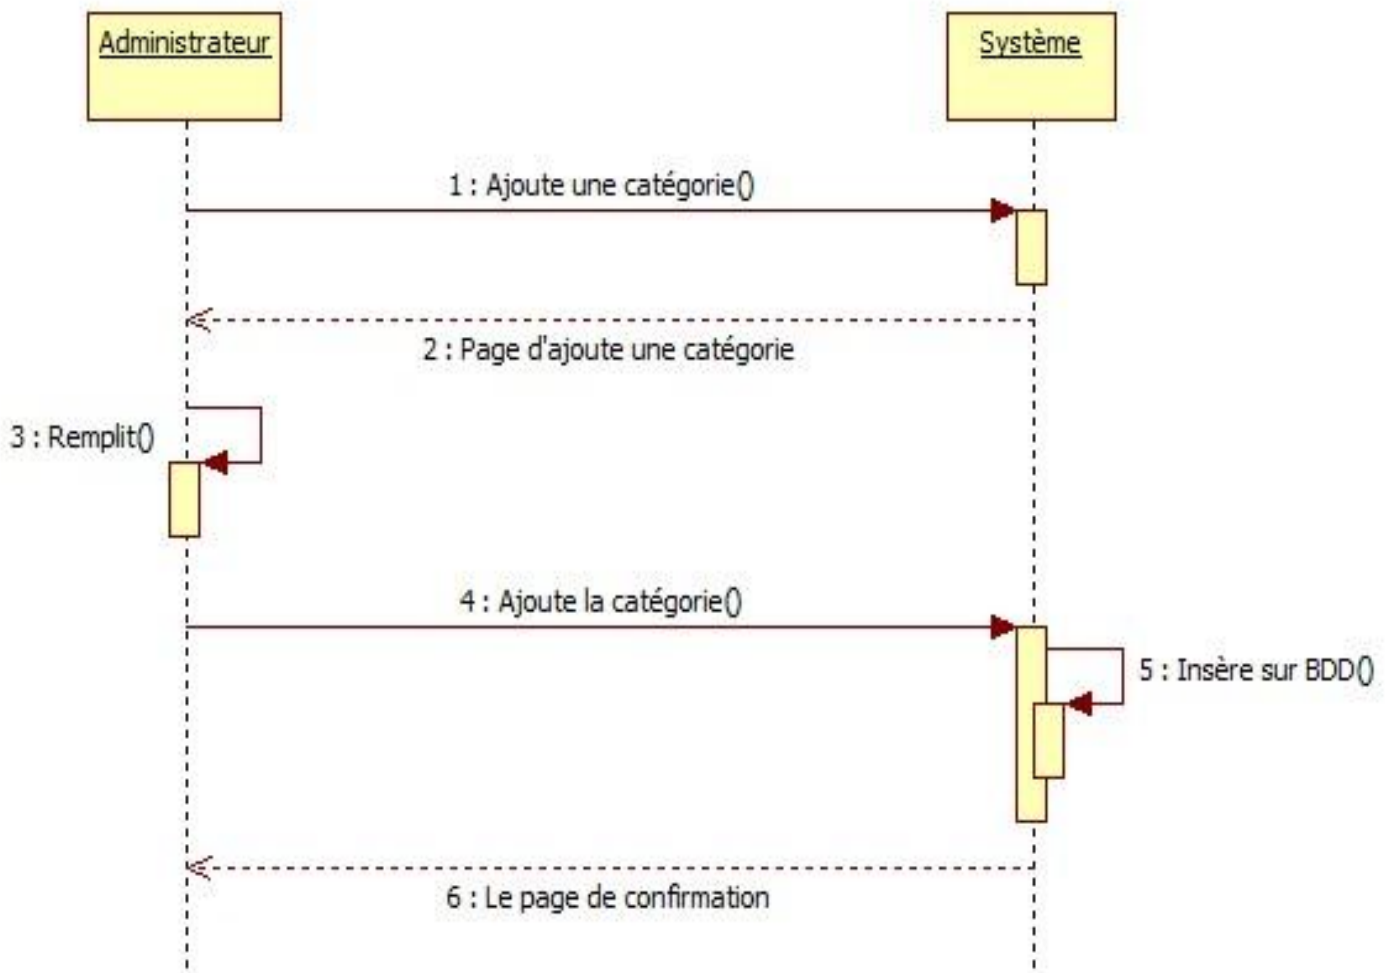 Administrateur
Système
1 : Ajoute une catégorie()
2 : Page d'ajoute une catégorie
3 : Remplit()
4 : Ajoute la catégorie()
5 : Insère sur BDD()
6 : Le page de confirmation